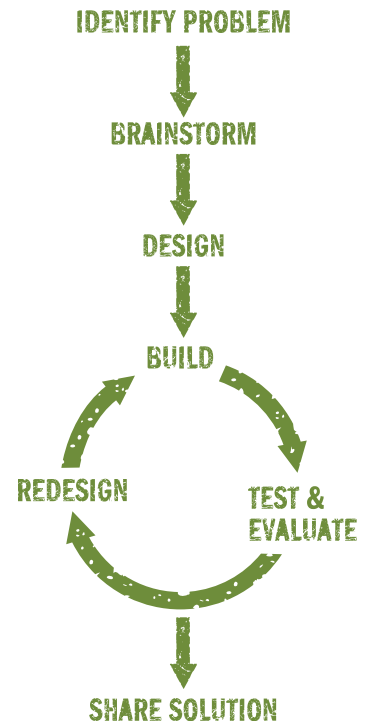 IDENTIFY PROBLEM
BRAINSTORM
DESIGN
BUILD
REDESIGN
TEST &
EVALUATE
SHARE SOLUTION